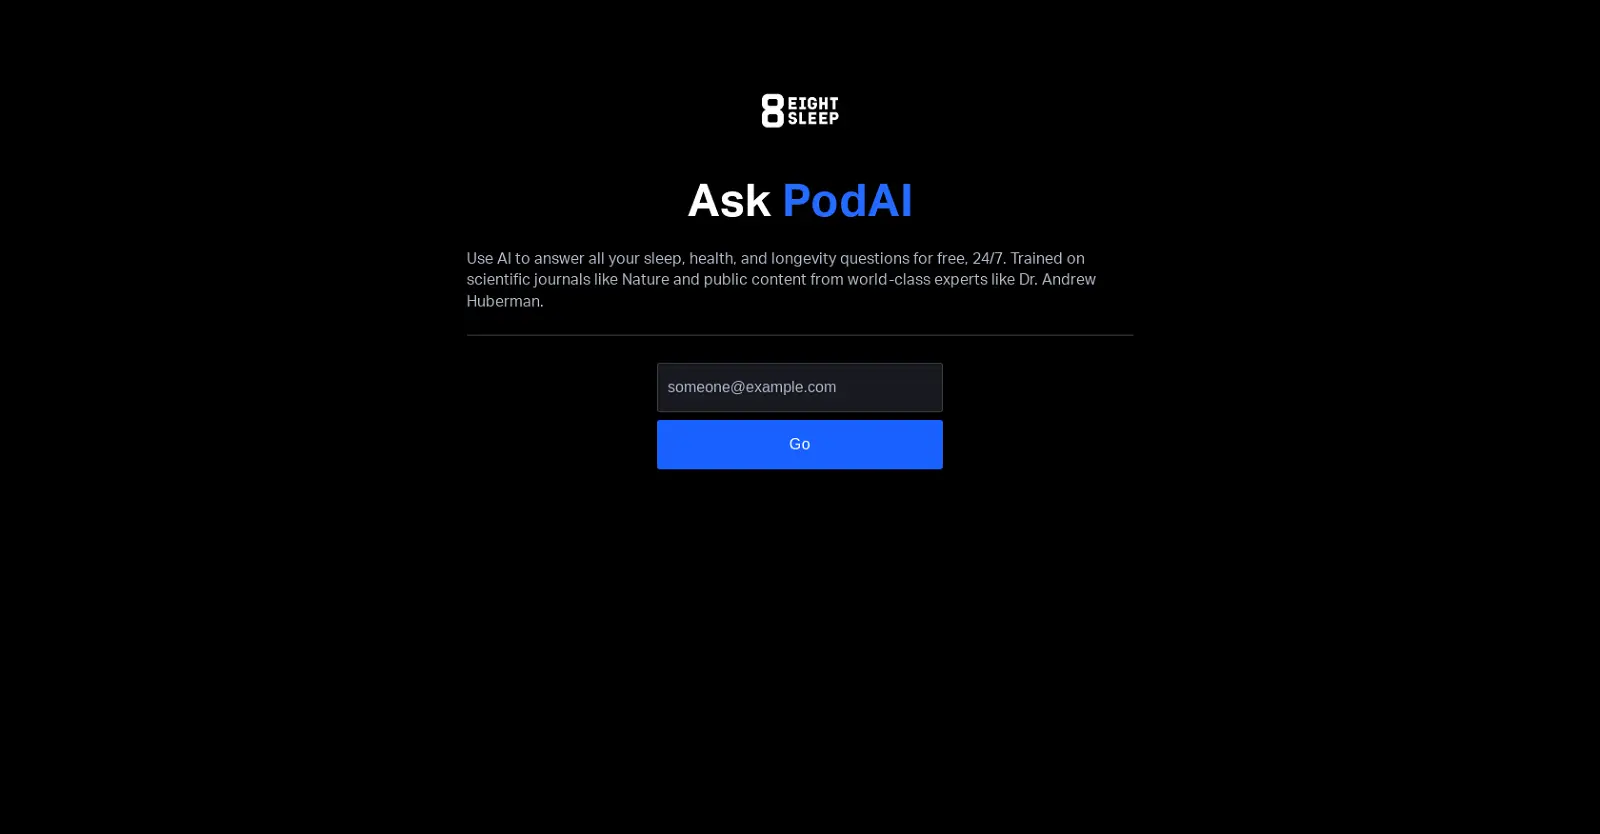 8 EIGHT
SLEEP
Ask PodAI
Use AI to answer all your sleep, health, and longevity questions for free, 24/7. Trained on
scientific journals like Nature and public content from world-class experts like Dr. Andrew
Huberman.
someone@example.com
Go